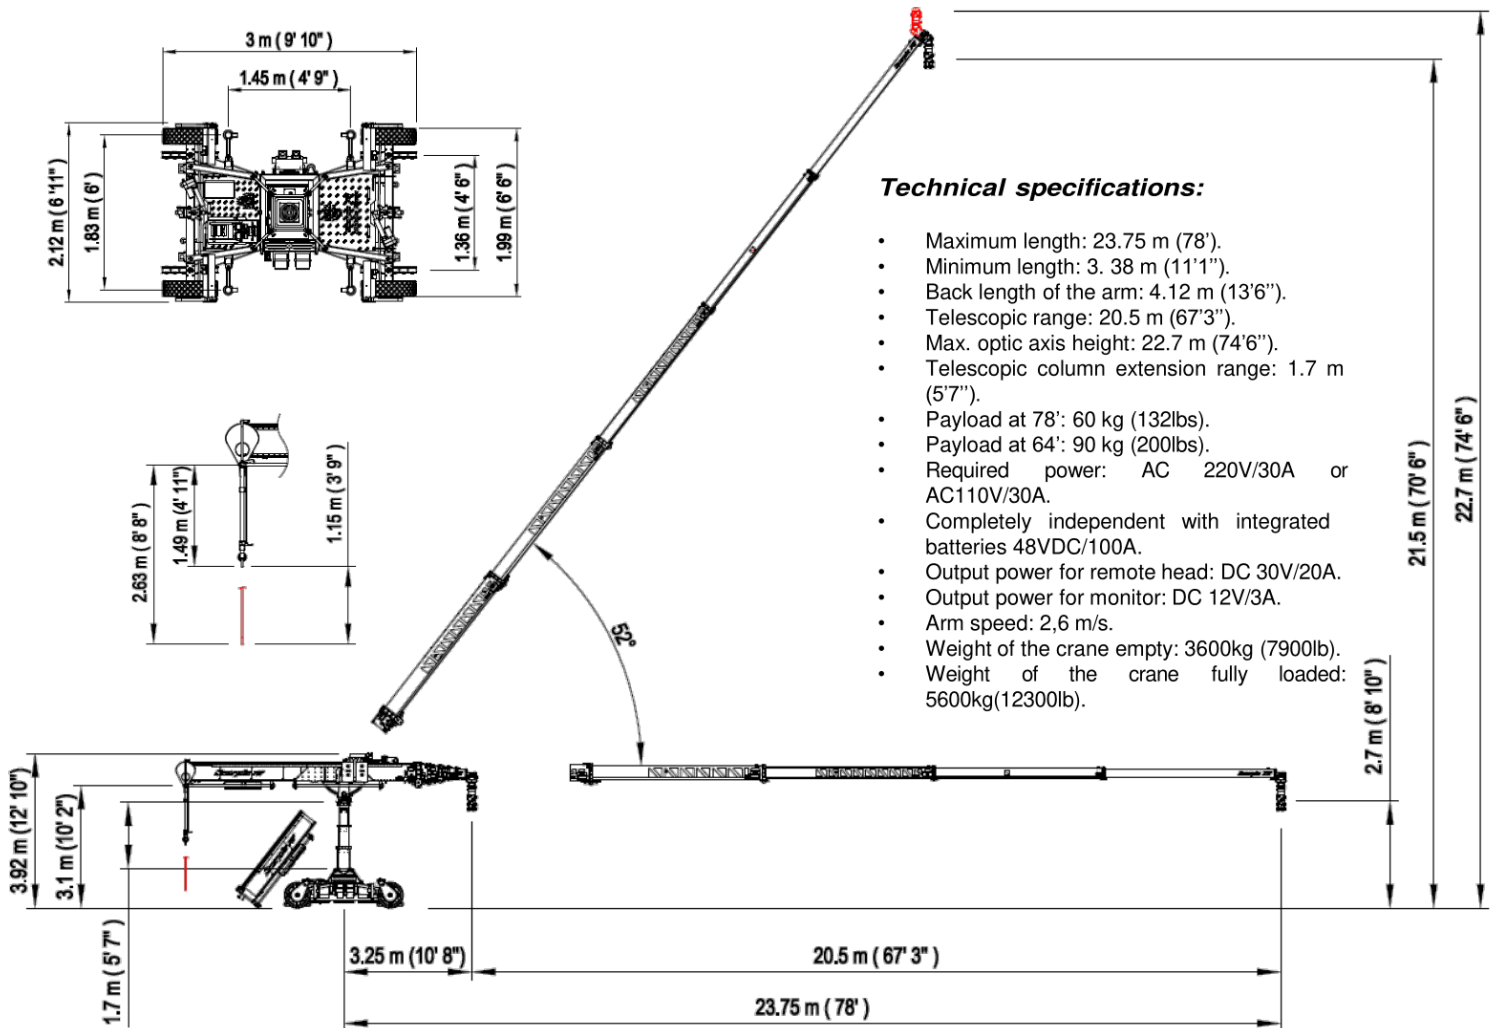 3 m ( 9' 10" )
1.45 m ( 4' 9" )
2.12 m ( 6'11" )
1.83 m ( 6' )
1.36 m ( 4' 6" )
1.99 m ( 6' 6" )
Technical specifications:
• Maximum length: 23.75 m (78').
• Minimum length: 3. 38 m (11'1'').
• Back length of the arm: 4.12 m (13'6'').
• Telescopic range: 20.5 m (67'3'').
• Max. optic axis height: 22.7 m (74'6'').
• Telescopic column extension range: 1.7 m
(5'7'').
• Payload at 78': 60 kg (132lbs).
• Payload at 64': 90 kg (200lbs).
• Required power: AC 220V/30A or
AC110V/30A.
• Completely independent with integrated
batteries 48VDC/100A.
• Output power for remote head: DC 30V/20A.
• Output power for monitor: DC 12V/3A.
• Arm speed: 2,6 m/s.
• Weight of the crane empty: 3600kg (7900lb).
• Weight of the crane fully loaded:
5600kg(12300lb).
2.63 m ( 8' 8" )
1.49 m (4' 11")
1.15 m ( 3' 9" )
52°
21.5 m ( 70' 6" )
22.7 m ( 74' 6" )
2.7 m ( 8' 10" )
3.92 m (12' 10")
3.1 m (10' 2")
1.7 m ( 5' 7" )
3.25 m (10' 8")
20.5 m ( 67' 3" )
23.75 m ( 78' )